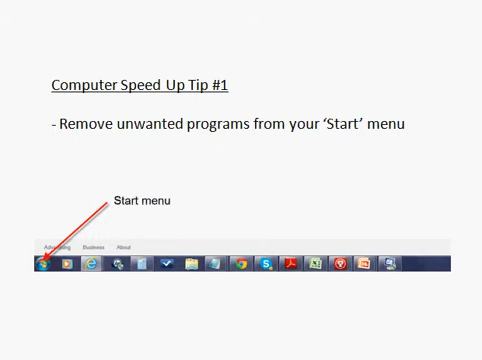 Computer Speed Up Tip #1
- Remove unwanted programs from your ‘Start’ menu
Start menu
Advertising Business About